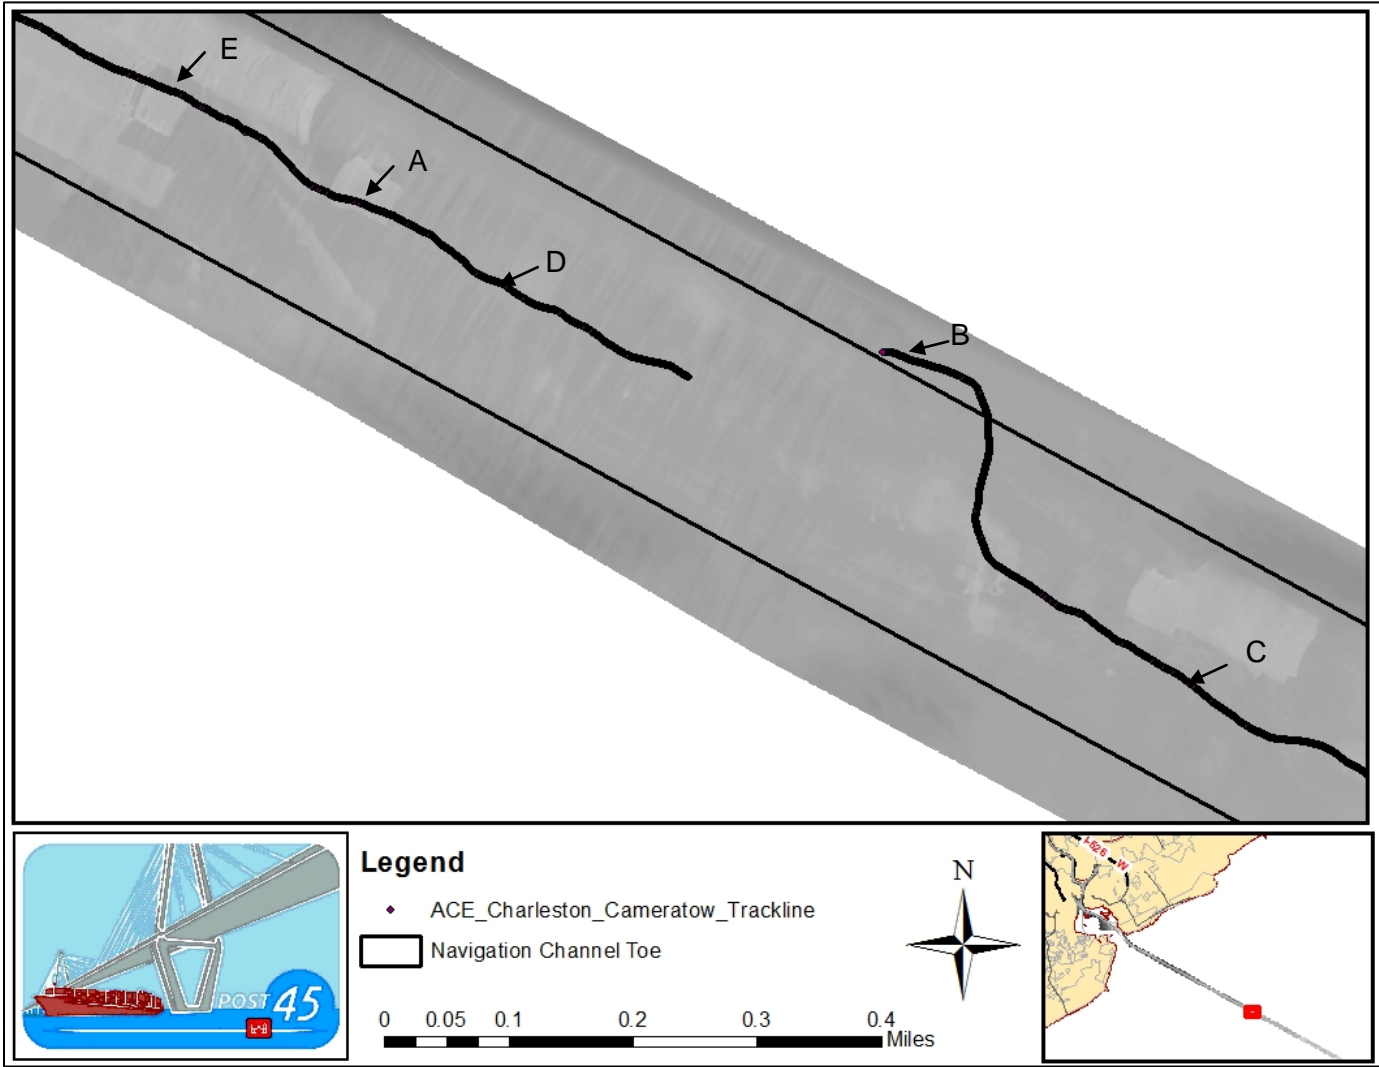 E
A
D
B
C
Legend
ACE_Charleston_Cameratow_Trackline
Navigation Channel Toe
0 0.05 0.1 0.2 0.3 0.4
Miles
N
POST 45
I-526 W